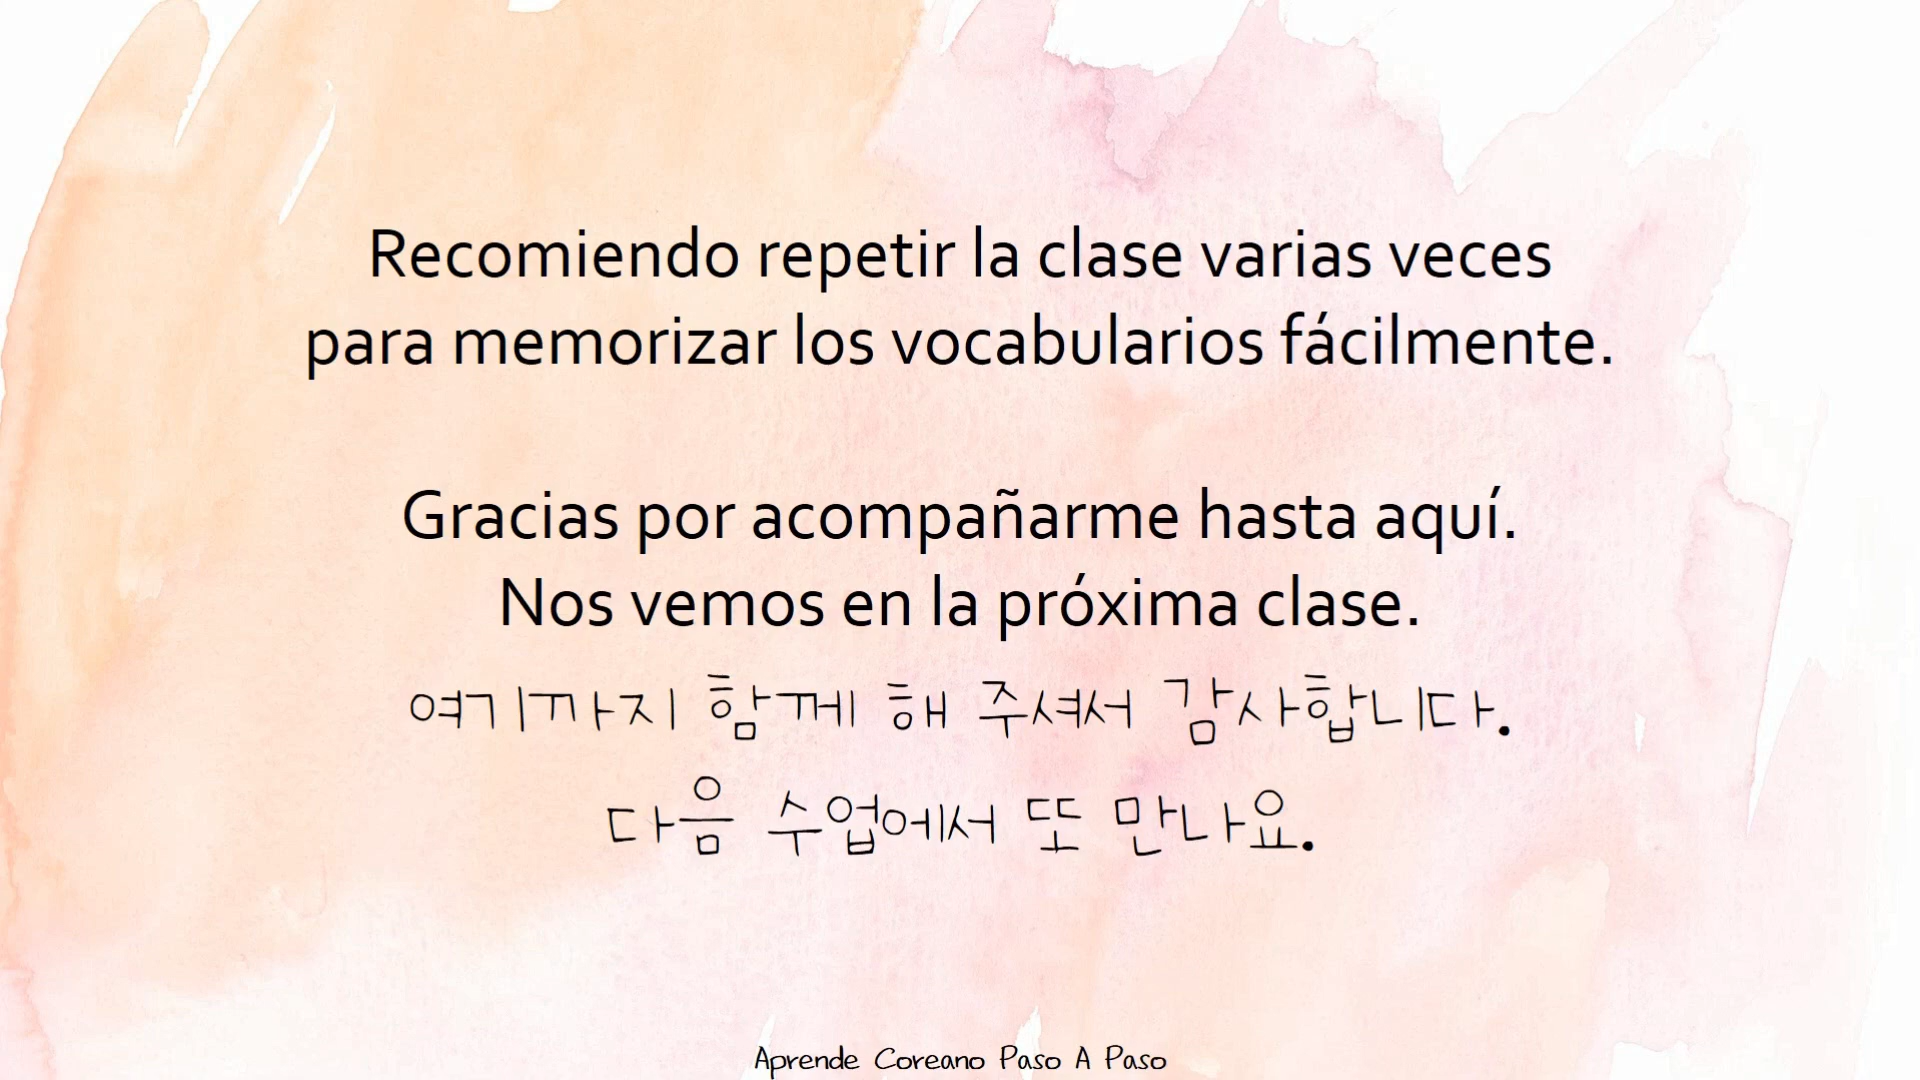 Recomiendo repetir la clase varias veces
para memorizar los vocabularios fácilmente.
Gracias por acompañarme hasta aquí.
Nos vemos en la próxima clase.
여기까지 함께 해 주셔서 감사합니다.
다음 수업에서 또 만나요.
Aprende Coreano Paso A Paso